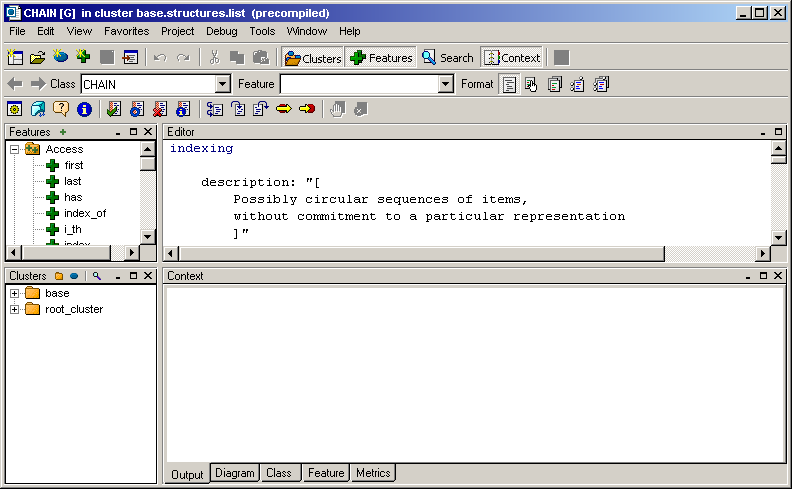 CHAIN [G]  in cluster base.structures.list  (precompiled)
File Edit View Favorites Project Debug Tools Window Help
Clusters Features Search Context
Class CHAIN Feature Format
Features
Access
first
last
has
index_of
i_th
index
Editor
indexing
description: "[
Possibly circular sequences of items,
without commitment to a particular representation
]"
Clusters
base
root_cluster
Context
Output Diagram Class Feature Metrics